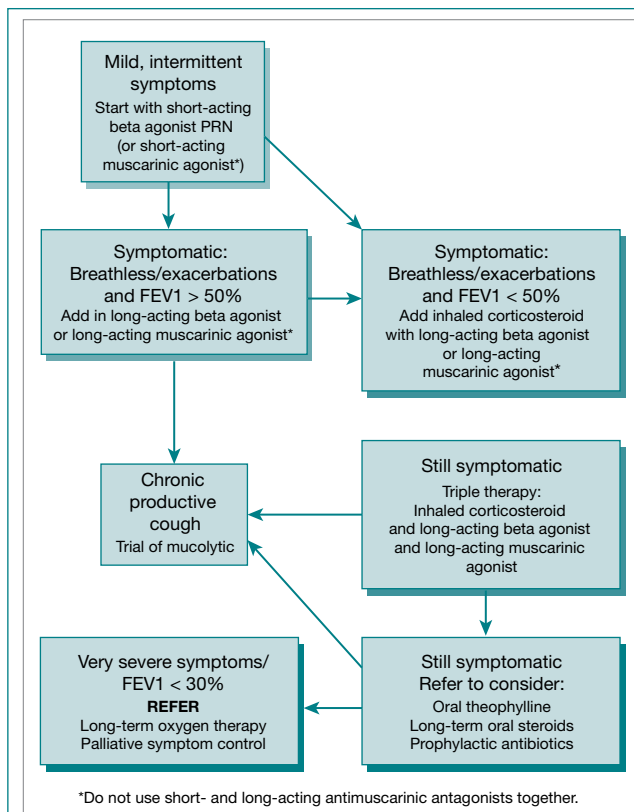 Mild, intermittent
symptoms
Start with short-acting
beta agonist PRN
(or short-acting
muscarinic agonist*)
Symptomatic:
Breathless/exacerbations
and FEV1 > 50%
Add in long-acting beta agonist
or long-acting muscarinic agonist*
Symptomatic:
Breathless/exacerbations
and FEV1 < 50%
Add inhaled corticosteroid
with long-acting beta agonist
or long-acting
muscarinic agonist*
Chronic
productive
cough
Trial of mucolytic
Still symptomatic
Triple therapy:
Inhaled corticosteroid
and long-acting beta agonist
and long-acting muscarinic
agonist
Very severe symptoms/
FEV1 < 30%
REFER
Long-term oxygen therapy
Palliative symptom control
Still symptomatic
Refer to consider:
Oral theophylline
Long-term oral steroids
Prophylactic antibiotics
*Do not use short- and long-acting antimuscarinic antagonists together.